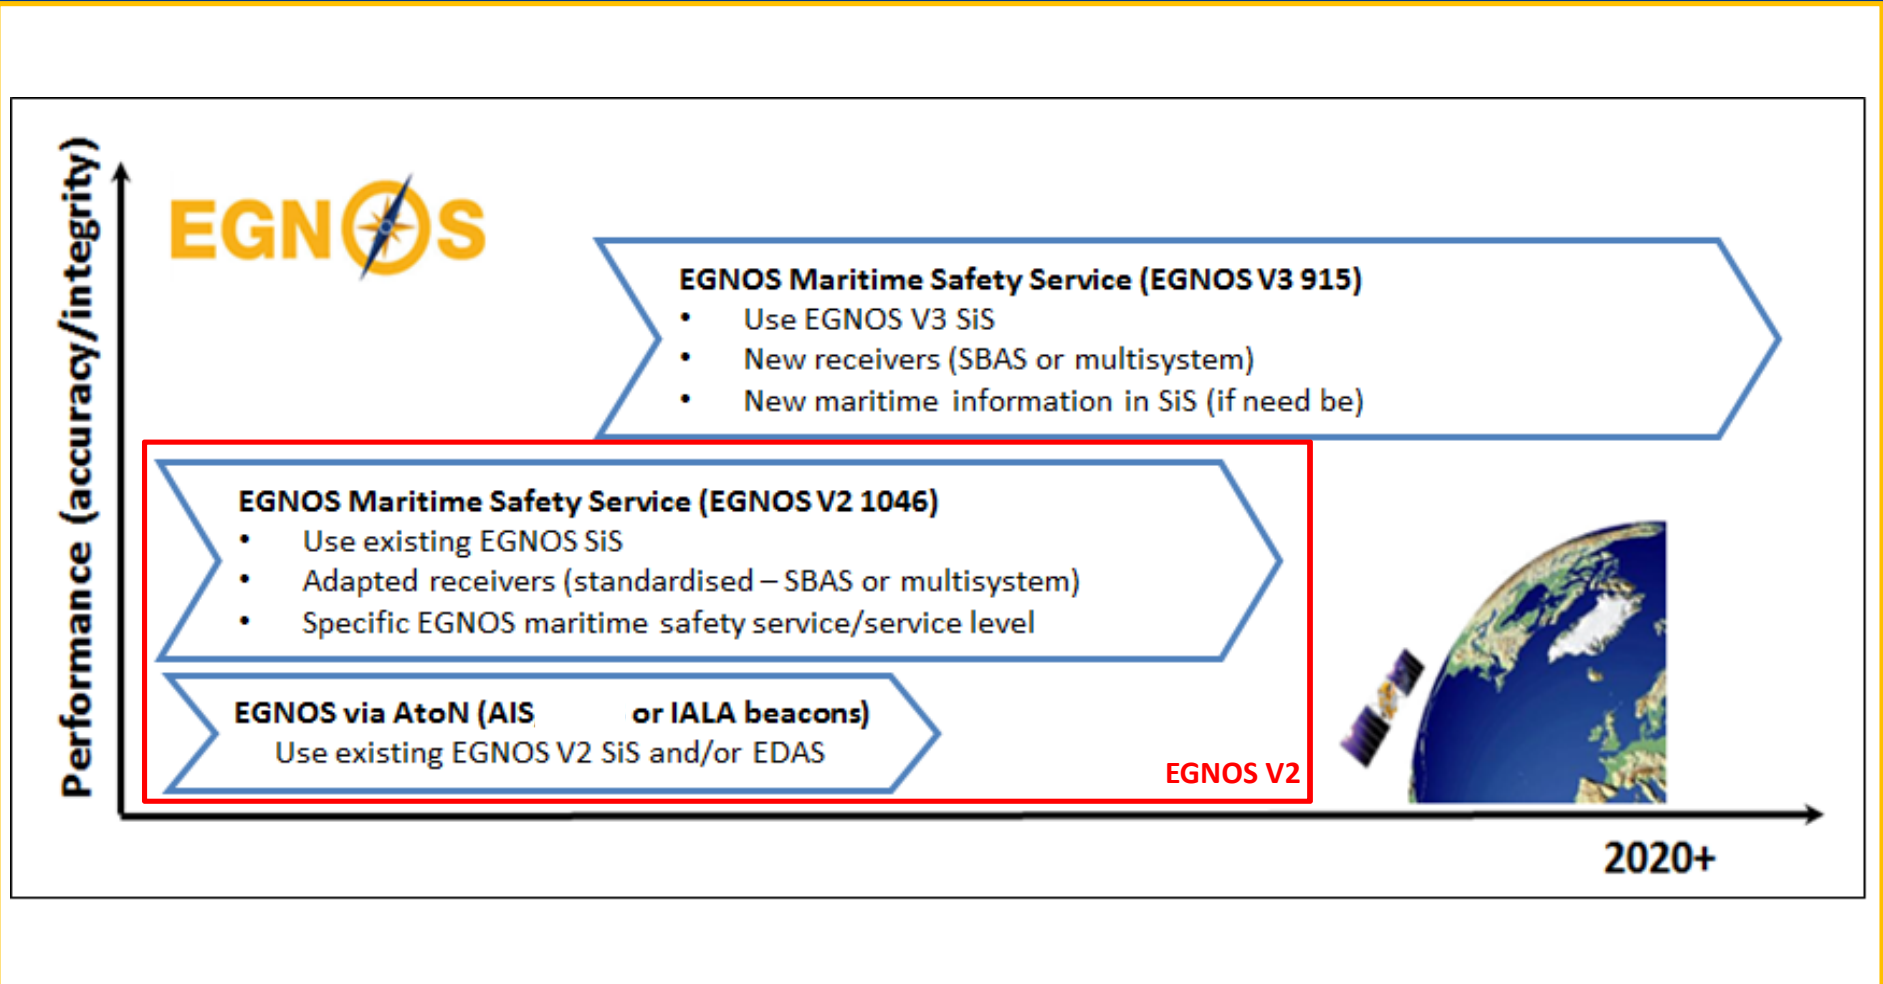 Performance (accuracy/integrity)
EGNOS
EGNOS Maritime Safety Service (EGNOS V3 915)
• Use EGNOS V3 SiS
• New receivers (SBAS or multisystem)
• New maritime information in SiS (if need be)
EGNOS Maritime Safety Service (EGNOS V2 1046)
• Use existing EGNOS SiS
• Adapted receivers (standardised – SBAS or multisystem)
• Specific EGNOS maritime safety service/service level
EGNOS via AtoN (AIS, or IALA beacons)
Use existing EGNOS V2 SiS and/or EDAS
EGNOS V2
2020+